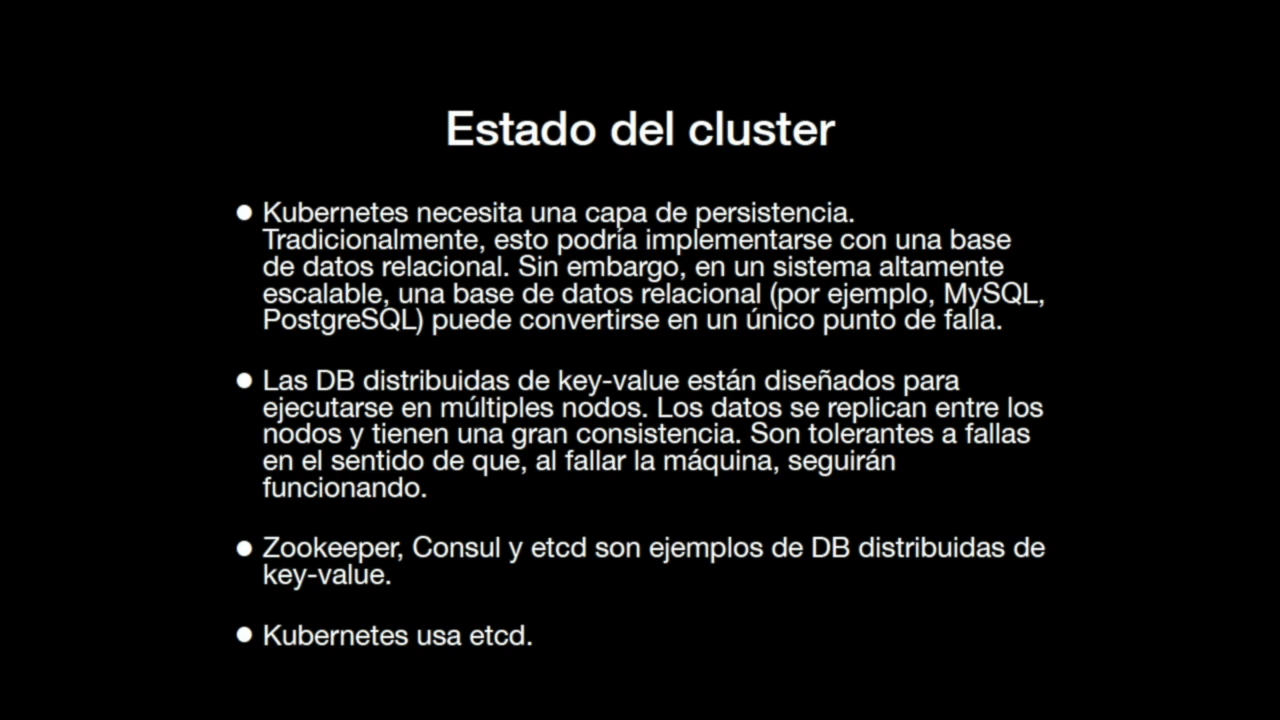 Estado del cluster
● Kubernetes necesita una capa de persistencia.
Tradicionalmente, esto podría implementarse con una base
de datos relacional. Sin embargo, en un sistema altamente
escalable, una base de datos relacional (por ejemplo, MySQL,
PostgreSQL) puede convertirse en un único punto de falla.
● Las DB distribuidas de key-value están diseñados para
ejecutarse en múltiples nodos. Los datos se replican entre los
nodos y tienen una gran consistencia. Son tolerantes a fallas
en el sentido de que, al fallar la máquina, seguirán
funcionando.
● Zookeeper, Consul y etcd son ejemplos de DB distribuidas de
key-value.
● Kubernetes usa etcd.